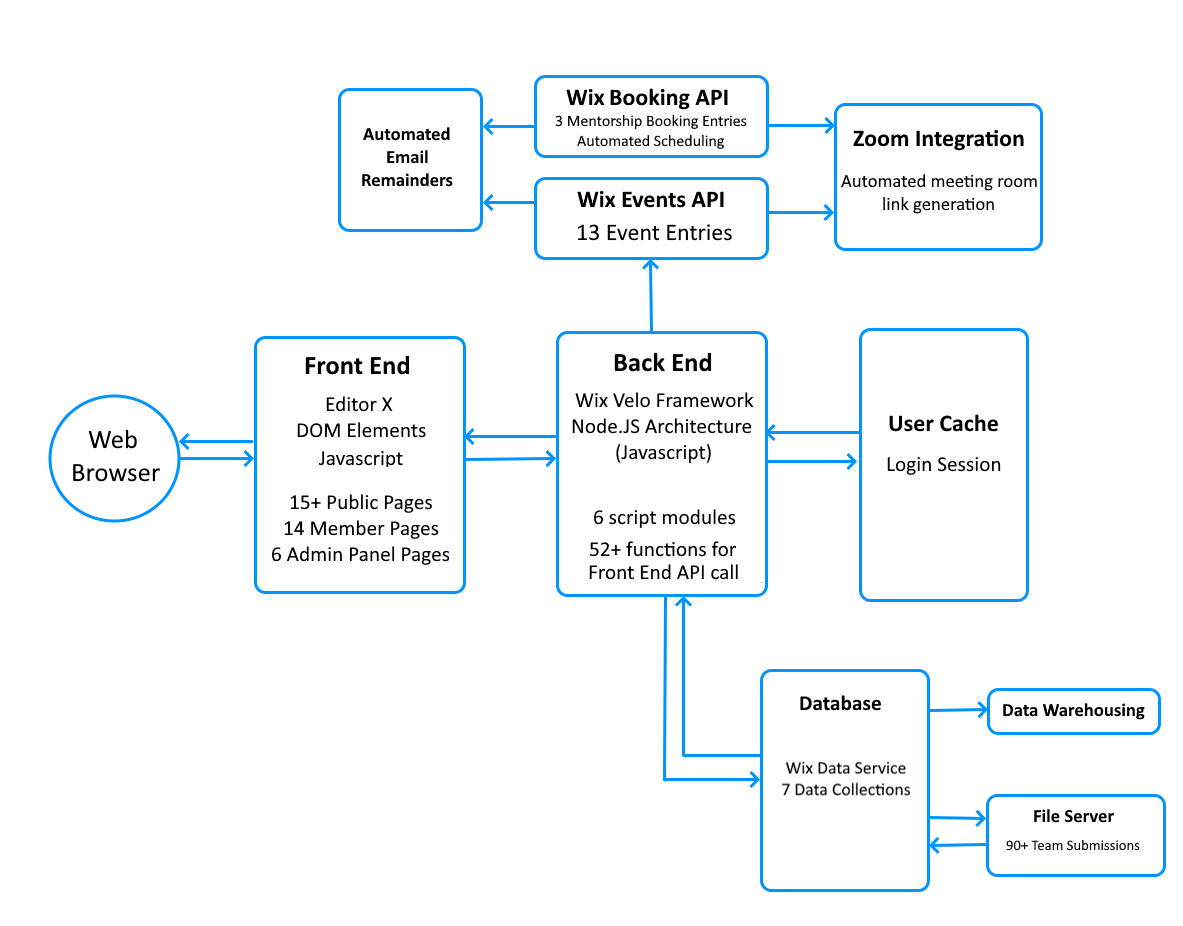 Wix Booking API
3 Mentorship Booking Entries
Automated Scheduling
Automated
Email
Remainders
Zoom Integration
Automated meeting room
link generation
Wix Events API
13 Event Entries
Front End
Editor X
DOM Elements
Javascript
15+ Public Pages
14 Member Pages
6 Admin Panel Pages
Back End
Wix Velo Framework
Node.JS Architecture
(Javascript)
6 script modules
52+ functions for
Front End API call
User Cache
Login Session
Web
Browser
Database
Wix Data Service
7 Data Collections
Data Warehousing
File Server
90+ Team Submissions